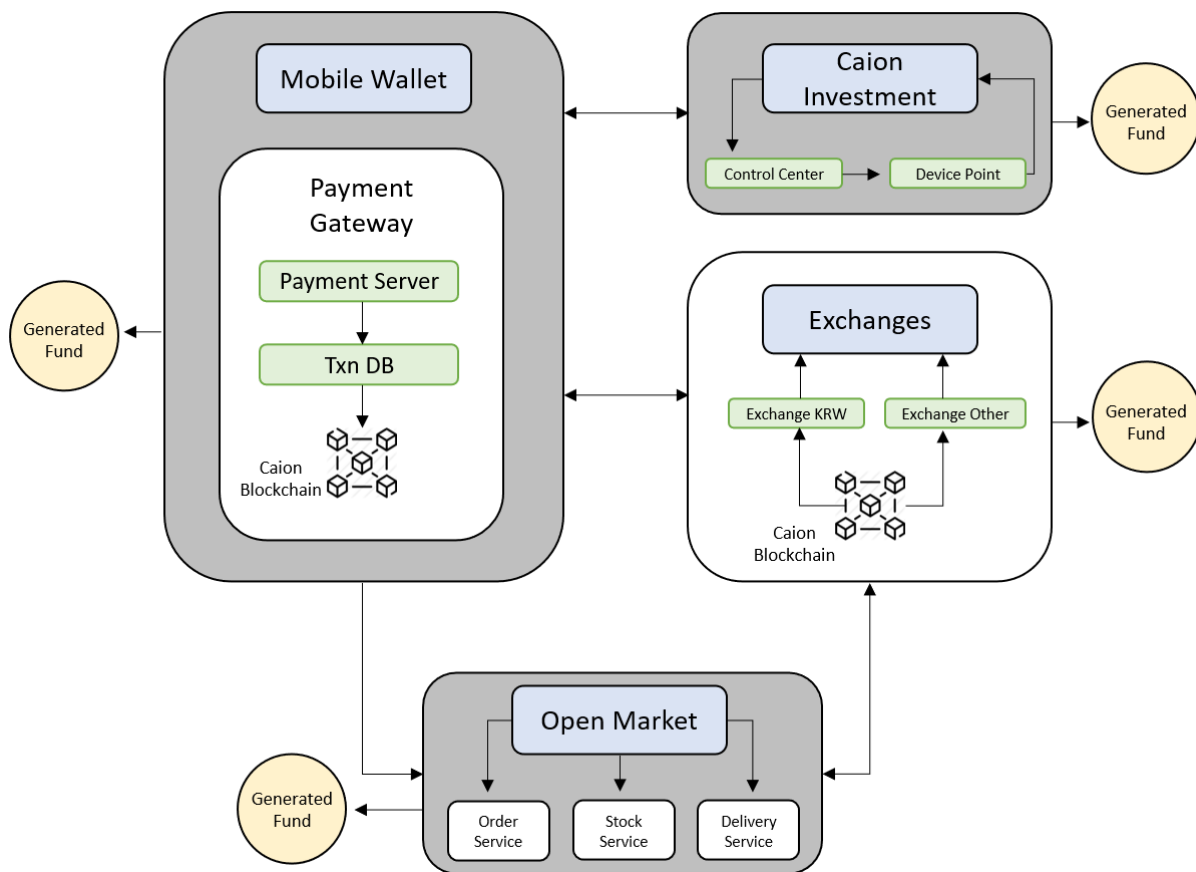 Mobile Wallet
Payment
Gateway
Payment Server
Txn DB
Caion
Blockchain
Generated
Fund
Caion
Investment
Control Center
Device Point
Generated
Fund
Exchanges
Exchange KRW
Exchange Other
Caion
Blockchain
Generated
Fund
Open Market
Order
Service
Stock
Service
Delivery
Service
Generated
Fund